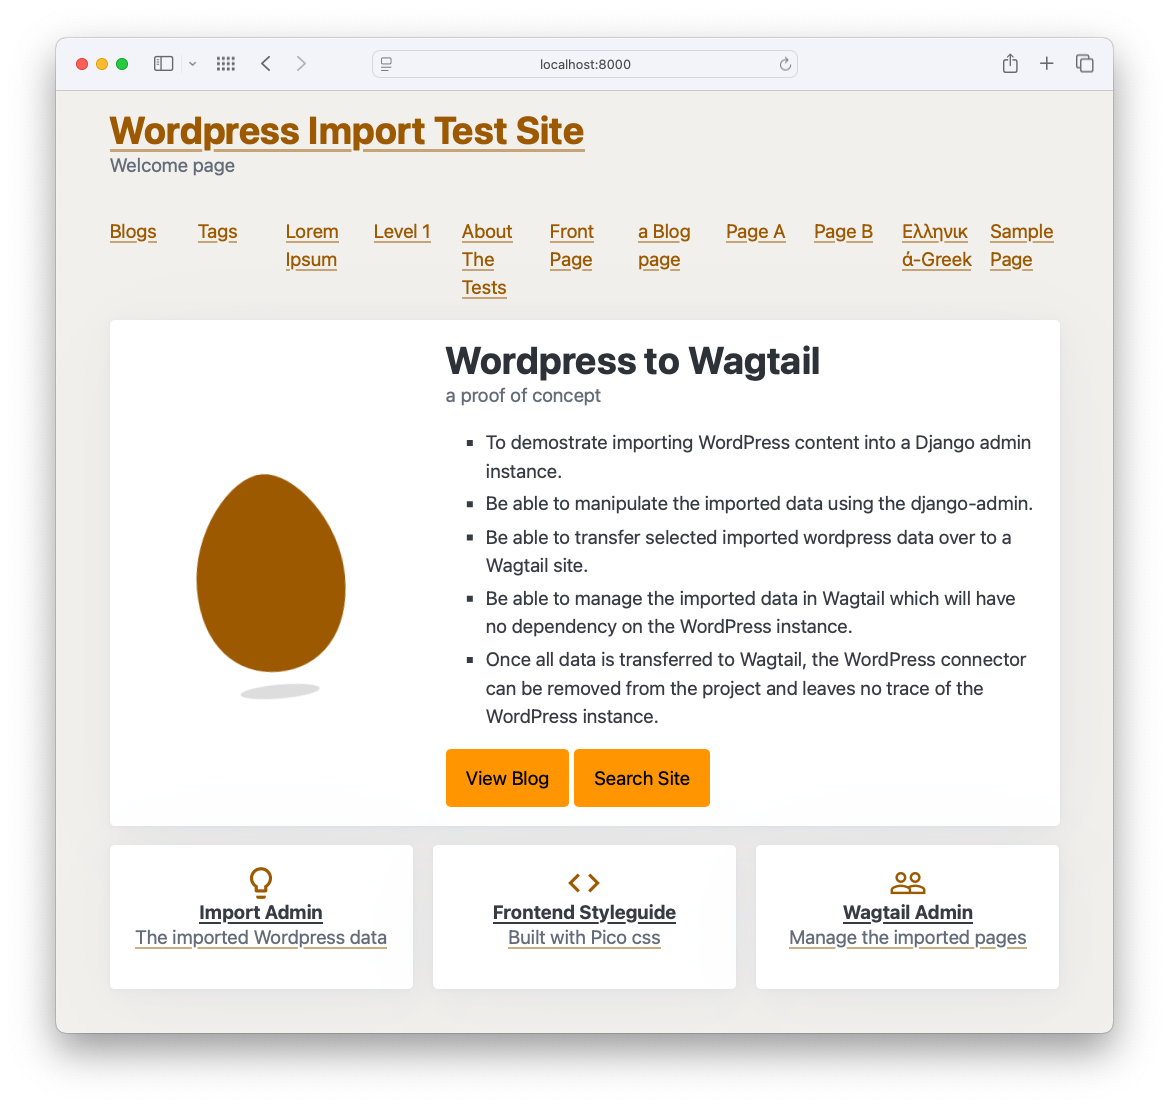 localhost:8000
Wordpress Import Test Site
Welcome page
Blogs
Tags
Lorem
Ipsum
Level 1
About
The
Tests
Front
Page
a Blog
page
Page A
Page B
Ελληνικ
ά-Greek
Sample
Page
Wordpress to Wagtail
a proof of concept
▪ To demostrate importing WordPress content into a Django admin
instance.
▪ Be able to manipulate the imported data using the django-admin.
▪ Be able to transfer selected imported wordpress data over to a
Wagtail site.
▪ Be able to manage the imported data in Wagtail which will have
no dependency on the WordPress instance.
▪ Once all data is transferred to Wagtail, the WordPress connector
can be removed from the project and leaves no trace of the
WordPress instance.
View Blog
Search Site
Import Admin
The imported Wordpress data
Frontend Styleguide
Built with Pico css
Wagtail Admin
Manage the imported pages